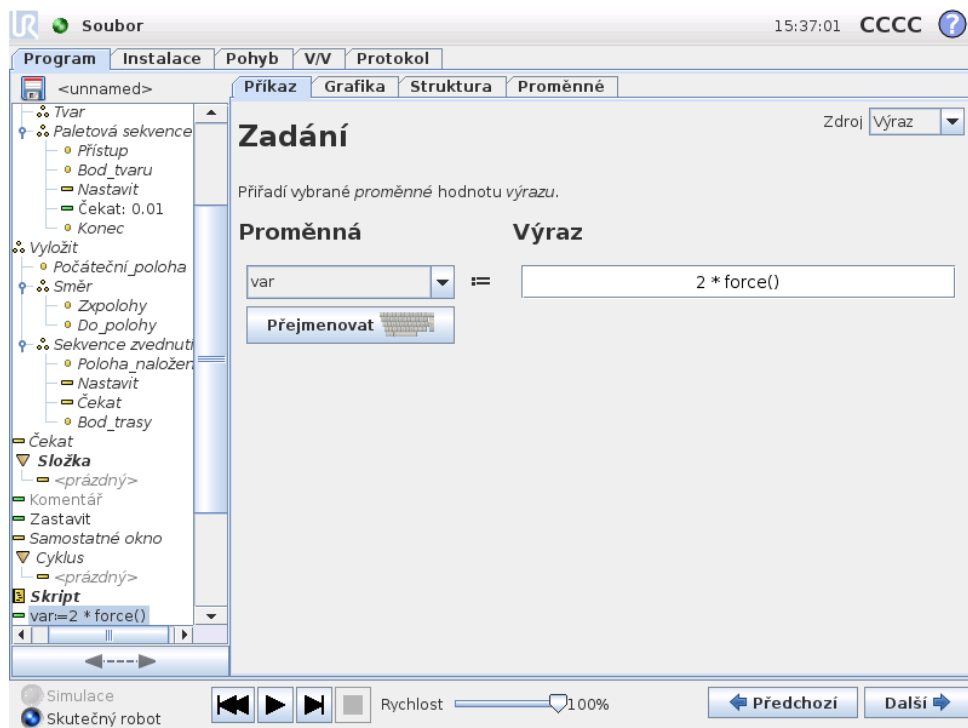 UR Soubor 15:37:01 CCCC ?
Program Instalace Pohyb V/V Protokol
<unnamed>
Příkaz Grafika Struktura Proměnné
Tvar
Paletová sekvence
Přístup
Bod_tvaru
Nastavit
Čekat: 0.01
Konec
Vyložit
Počáteční_poloha
Směr
Zxpolohy
Do_polohy
Sekvence zvednutí
Poloha_naložen
Nastavit
Čekat
Bod_trasy
Čekat
Složka
<prázdný>
Komentář
Zastavit
Samostatné okno
Cyklus
<prázdný>
Skript
var:=2 * force()
Zadání
Zdroj Výraz
Přiřadí vybrané proměnné hodnotu výrazu.
Proměnná Výraz
var := 2 * force()
Přejmenovat
Simulace
Skutečný robot
Rychlost 100%
Předchozí Další